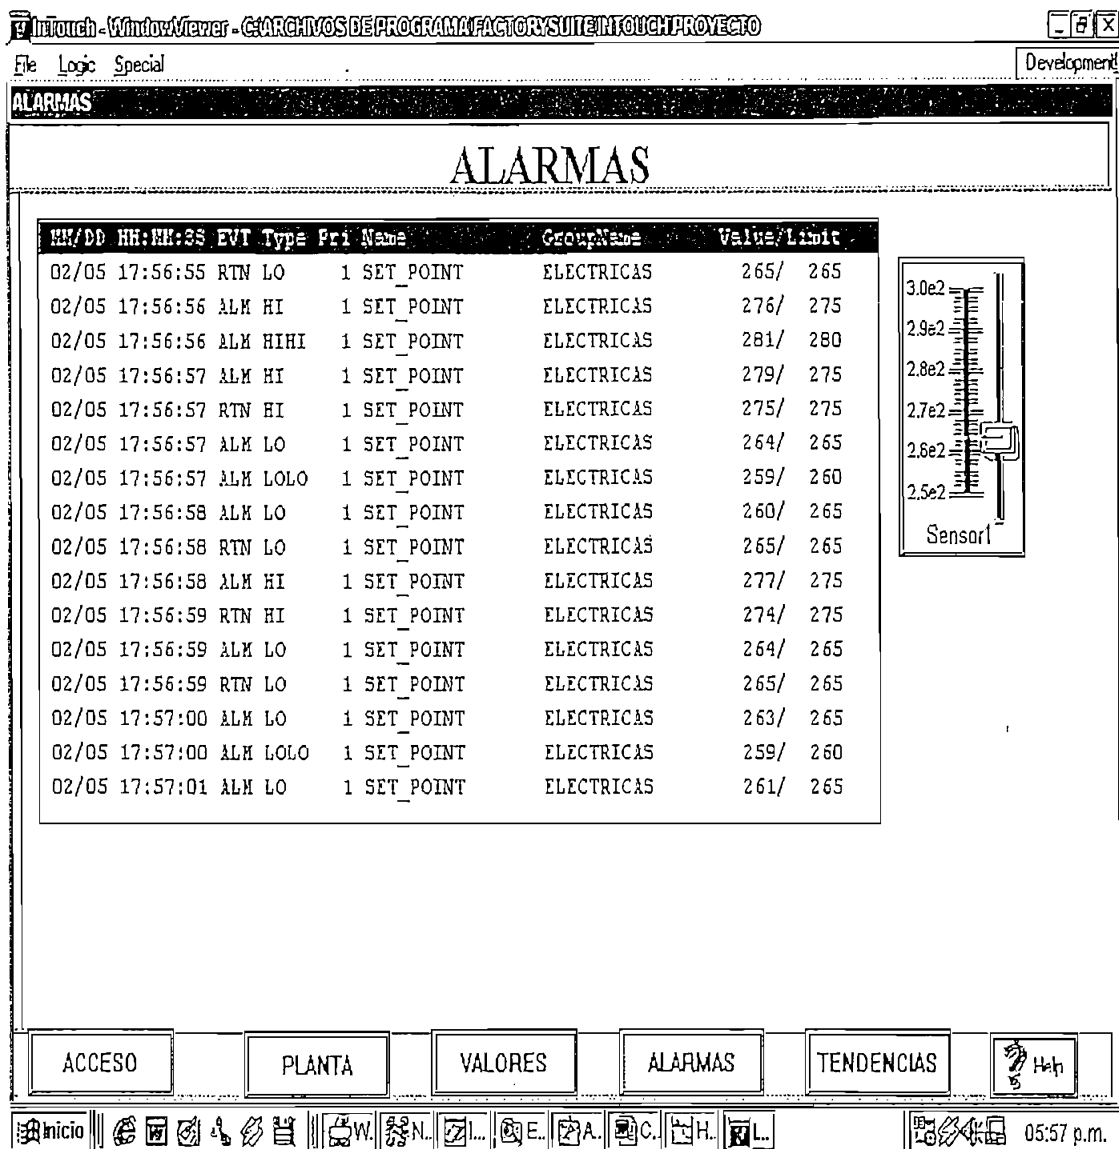 InTouch - WindowViewer - C:\ARCHIVOS DE PROGRAMA\FACTORYSUITE\INTOUCH\PROYECTO
File Logic Special Development!
ALARMAS
ALARMAS
MM/DD HH:MM:SS EVT Type Pri Name GroupName Value/Limit
02/05 17:56:55 RTN LO 1 SET_POINT ELECTRICAS 265/ 265
02/05 17:56:56 ALM HI 1 SET_POINT ELECTRICAS 276/ 275
02/05 17:56:56 ALM HIHI 1 SET_POINT ELECTRICAS 281/ 280
02/05 17:56:57 ALM HI 1 SET_POINT ELECTRICAS 279/ 275
02/05 17:56:57 RTN HI 1 SET_POINT ELECTRICAS 275/ 275
02/05 17:56:57 ALM LO 1 SET_POINT ELECTRICAS 264/ 265
02/05 17:56:57 ALM LOLO 1 SET_POINT ELECTRICAS 259/ 260
02/05 17:56:58 ALM LO 1 SET_POINT ELECTRICAS 260/ 265
02/05 17:56:58 RTN LO 1 SET_POINT ELECTRICAS 265/ 265
02/05 17:56:58 ALM HI 1 SET_POINT ELECTRICAS 277/ 275
02/05 17:56:59 RTN HI 1 SET_POINT ELECTRICAS 274/ 275
02/05 17:56:59 ALM LO 1 SET_POINT ELECTRICAS 264/ 265
02/05 17:56:59 RTN LO 1 SET_POINT ELECTRICAS 265/ 265
02/05 17:57:00 ALM LO 1 SET_POINT ELECTRICAS 263/ 265
02/05 17:57:00 ALM LOLO 1 SET_POINT ELECTRICAS 259/ 260
02/05 17:57:01 ALM LO 1 SET_POINT ELECTRICAS 261/ 265
3.0e2
2.9e2
2.8e2
2.7e2
2.6e2
2.5e2
Sensor1
ACCESO PLANTA VALORES ALARMAS TENDENCIAS Help
Inicio W.. N.. I... E.. A.. C.. H.. L.. 05:57 p.m.